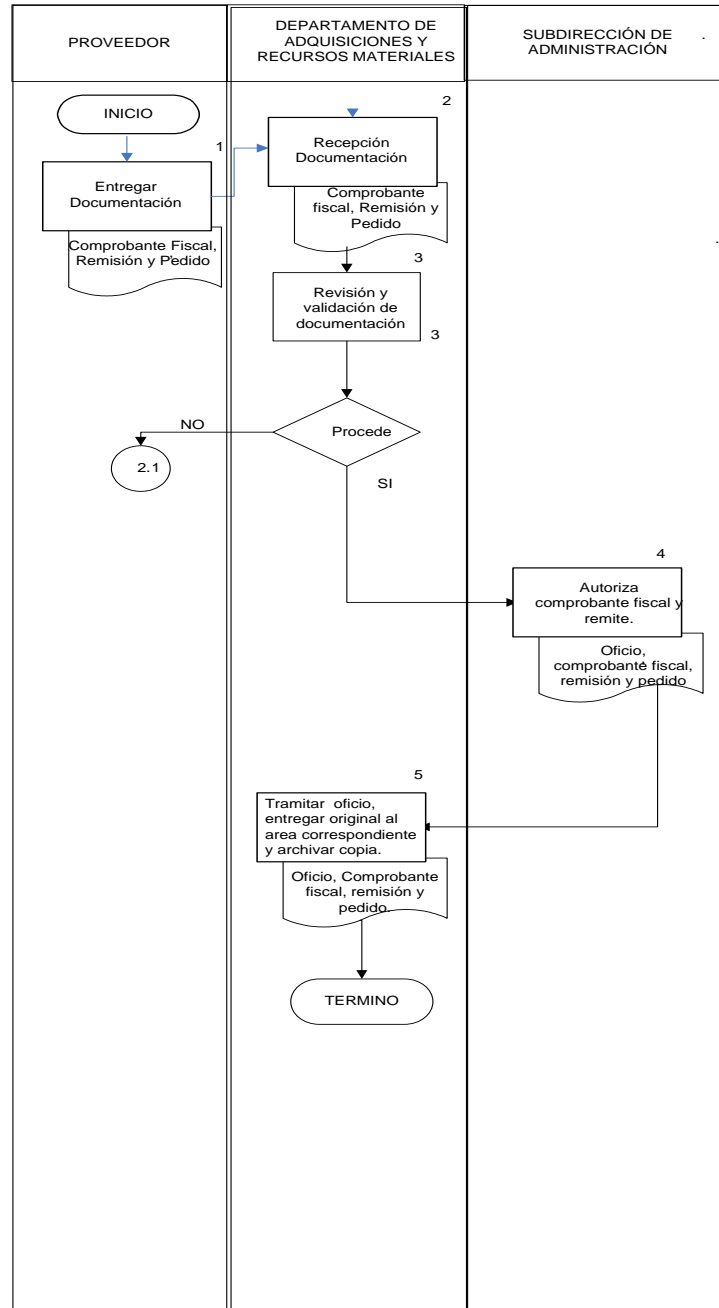 PROVEEDOR
DEPARTAMENTO DE
ADQUISICIONES Y
RECURSOS MATERIALES
SUBDIRECCIÓN DE
ADMINISTRACIÓN
INICIO
1
Entregar
Documentación
Comprobante Fiscal,
Remisión y Pedido
2
Recepción
Documentación
Comprobante
fiscal, Remisión y
Pedido
3
Revisión y
validación de
documentación
3
Procede
NO
2.1
SI
4
Autoriza
comprobante fiscal y
remite.
Oficio,
comprobante fiscal,
remisión y pedido
5
Tramitar oficio,
entregar original al
area correspondiente
y archivar copia.
Oficio, Comprobante
fiscal, remisión y
pedido.
TERMINO